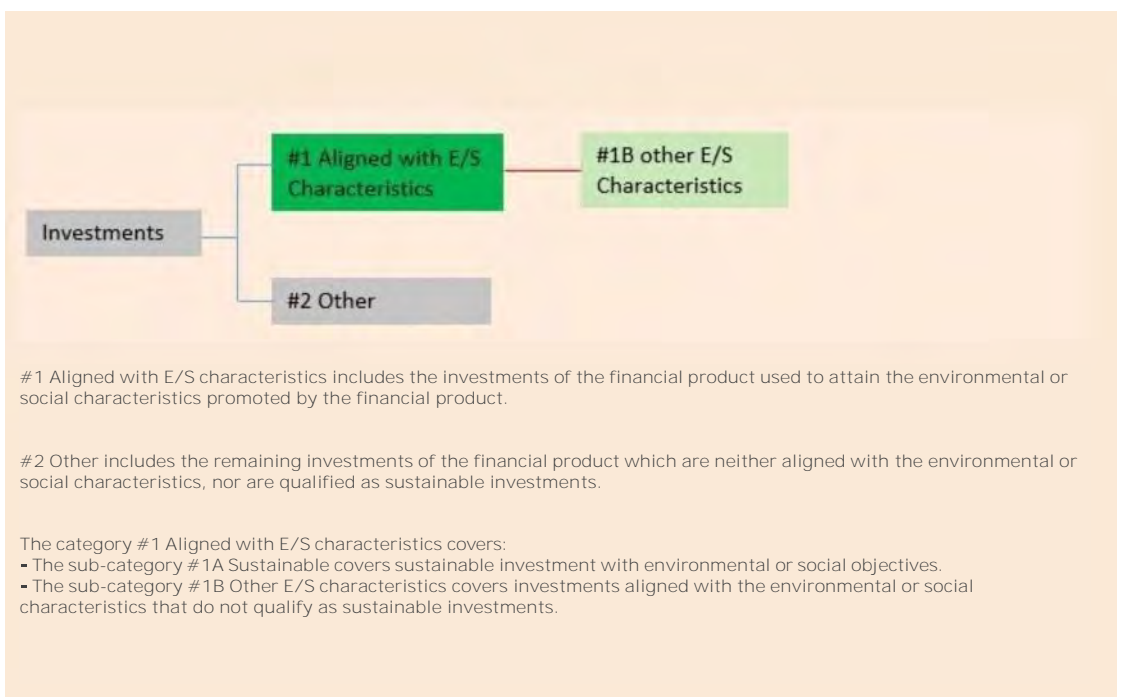 #1 Aligned with E/S
Characteristics
#1B other E/S
Characteristics
Investments
#2 Other
#1 Aligned with E/S characteristics includes the investments of the financial product used to attain the environmental or
social characteristics promoted by the financial product.
#2 Other includes the remaining investments of the financial product which are neither aligned with the environmental or
social characteristics, nor are qualified as sustainable investments.
The category #1 Aligned with E/S characteristics covers:
- The sub-category #1A Sustainable covers sustainable investment with environmental or social objectives.
- The sub-category #1B Other E/S characteristics covers investments aligned with the environmental or social
characteristics that do not qualify as sustainable investments.